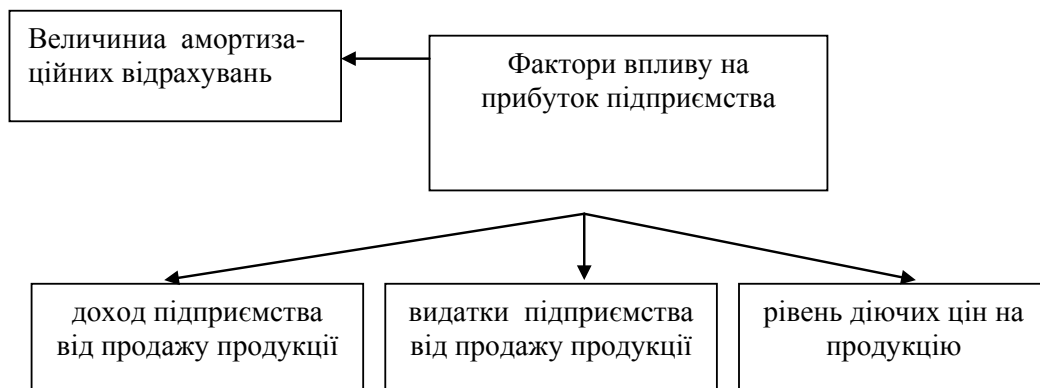 Величиниа амортиза-
ційних відрахувань
Фактори впливу на
прибуток підприємства
доход підприємства
від продажу продукції
видатки підприємства
від продажу продукції
рівень діючих цін на
продукцію